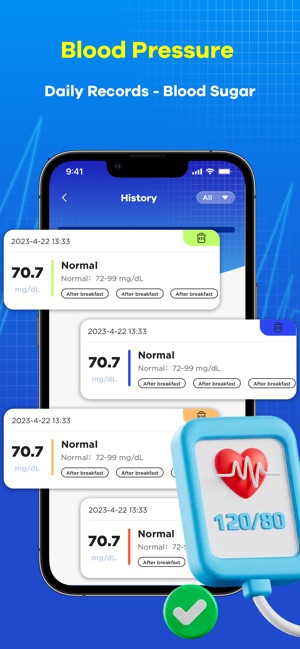 Blood Pressure
Daily Records - Blood Sugar
9:41
History
All
2023-4-22 13:33
70.7
mg/dL
Normal
Normal: 72-99 mg/dL
After breakfast
After breakfast
After breakfast
2023-4-22 13:33
70.7
mg/dL
Normal
Normal: 72-99 mg/dL
After breakfast
After breakfast
After breakfast
2023-4-22 13:33
70.7
mg/dL
Normal
Normal: 72-99 mg/dL
After breakfast
After breakfast
2023-4-22 13:33
70.7
mg/dL
Normal
Normal: 72-9
After breakfast
120/80